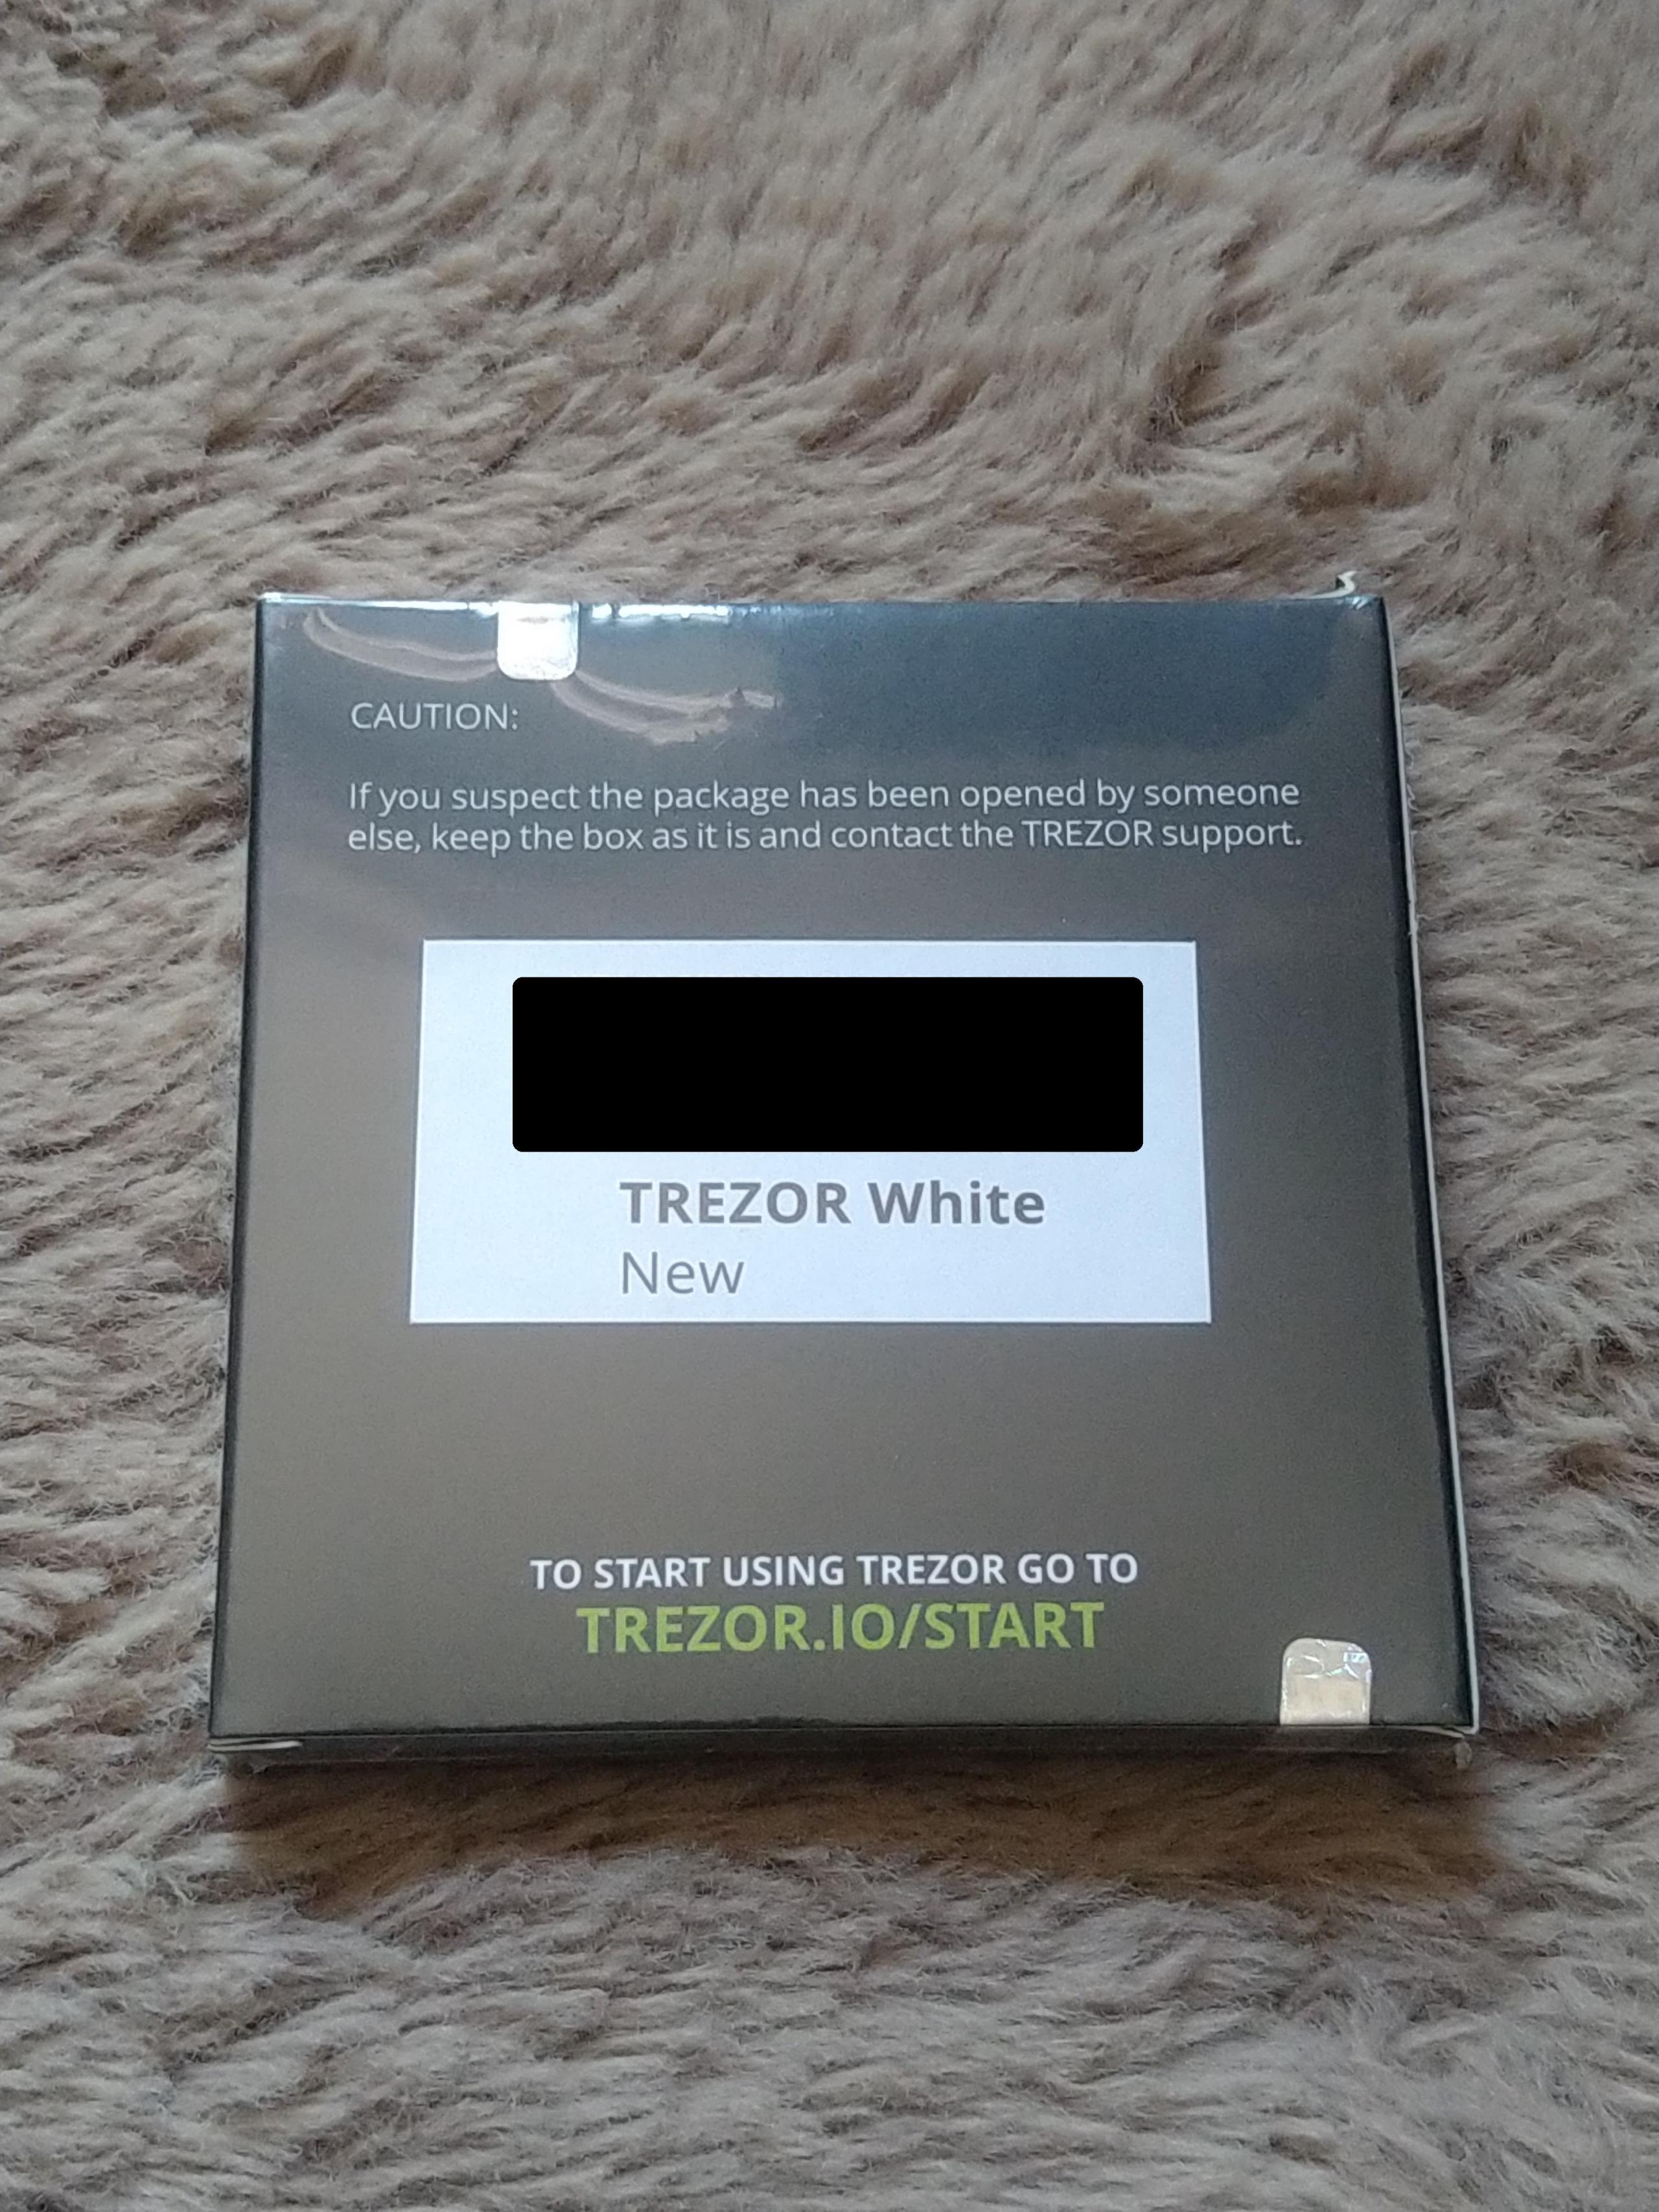 CAUTION:
If you suspect the package has been opened by someone
else, keep the box as it is and contact the TREZOR support.
TREZOR White
New
TO START USING TREZOR GO TO
TREZOR.IO/START